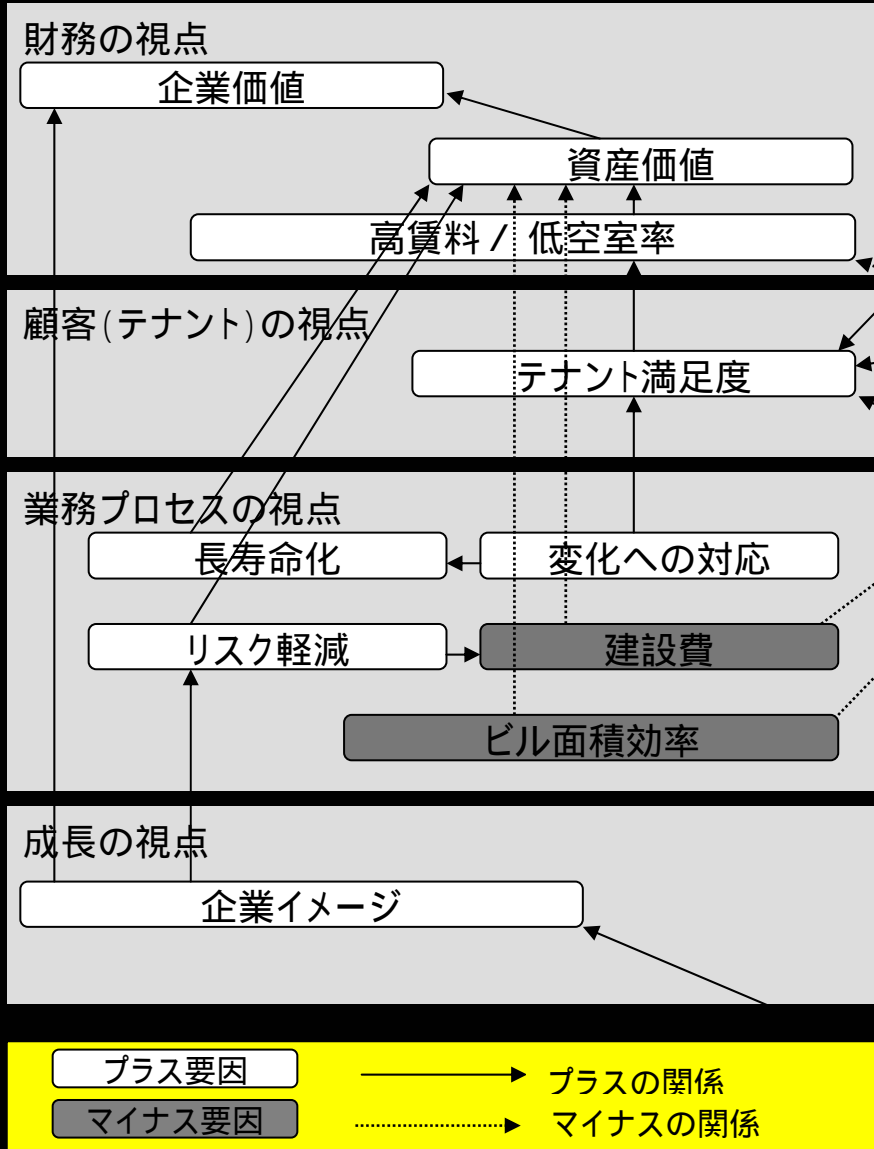 財務の視点
企業価値
資産価値
高賃料/低空室率
顧客(テナント)の視点
テナント満足度
業務プロセスの視点
長寿命化 変化への対応
リスク軽減 建設費
ビル面積効率
成長の視点
企業イメージ
プラス要因 プラスの関係
マイナス要因 マイナスの関係